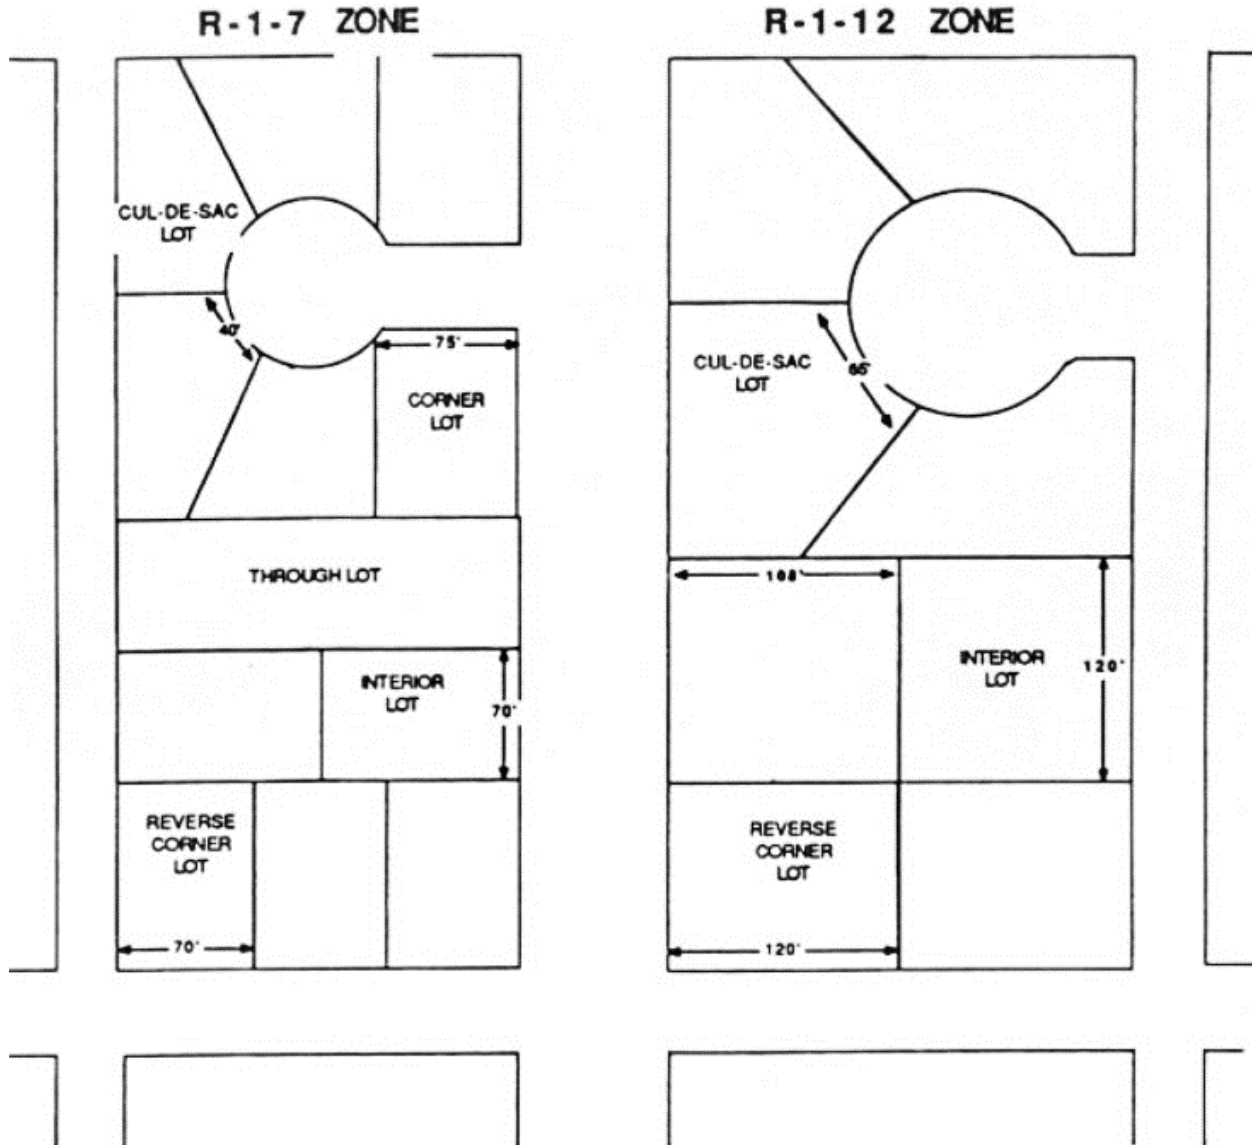 R-1-7 ZONE
CUL-DE-SAC
LOT
40'
75'
CORNER
LOT
THROUGH LOT
INTERIOR
LOT
70'
REVERSE
CORNER
LOT
70'
R-1-12 ZONE
CUL-DE-SAC
LOT
108'
INTERIOR
LOT
120'
REVERSE
CORNER
LOT
120'